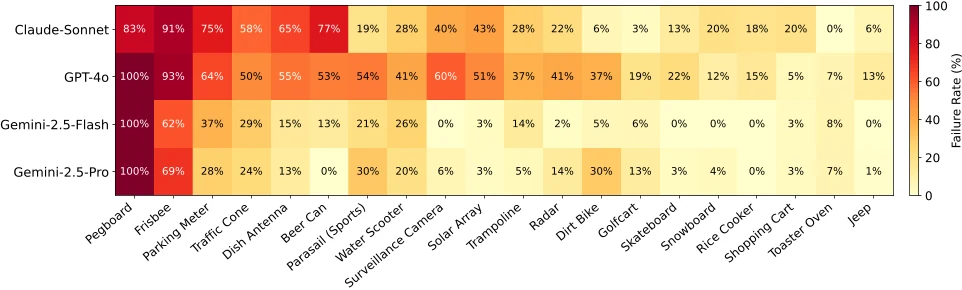 Claude-Sonnet 83% 91% 75% 58% 65% 77% 19% 28% 40% 43% 28% 22% 6% 3% 13% 20% 18% 20% 0% 6%
GPT-4o 100% 93% 64% 50% 55% 53% 54% 41% 60% 51% 37% 41% 37% 19% 22% 12% 15% 5% 7% 13%
Gemini-2.5-Flash 100% 62% 37% 29% 15% 13% 21% 26% 0% 3% 14% 2% 5% 6% 0% 0% 0% 3% 8% 0%
Gemini-2.5-Pro 100% 69% 28% 24% 13% 0% 30% 20% 6% 3% 5% 14% 30% 13% 3% 4% 0% 3% 7% 1%
Pegboard
Frisbee
Parking Meter
Traffic Cone
Dish Antenna
Beer Can
Parasail (Sports)
Water Scooter
Surveillance Camera
Solar Array
Trampoline
Radar
Dirt Bike
Golfcart
Skateboard
Snowboard
Rice Cooker
Shopping Cart
Toaster Oven
Jeep
100
80
60
40
20
0
Failure Rate (%)